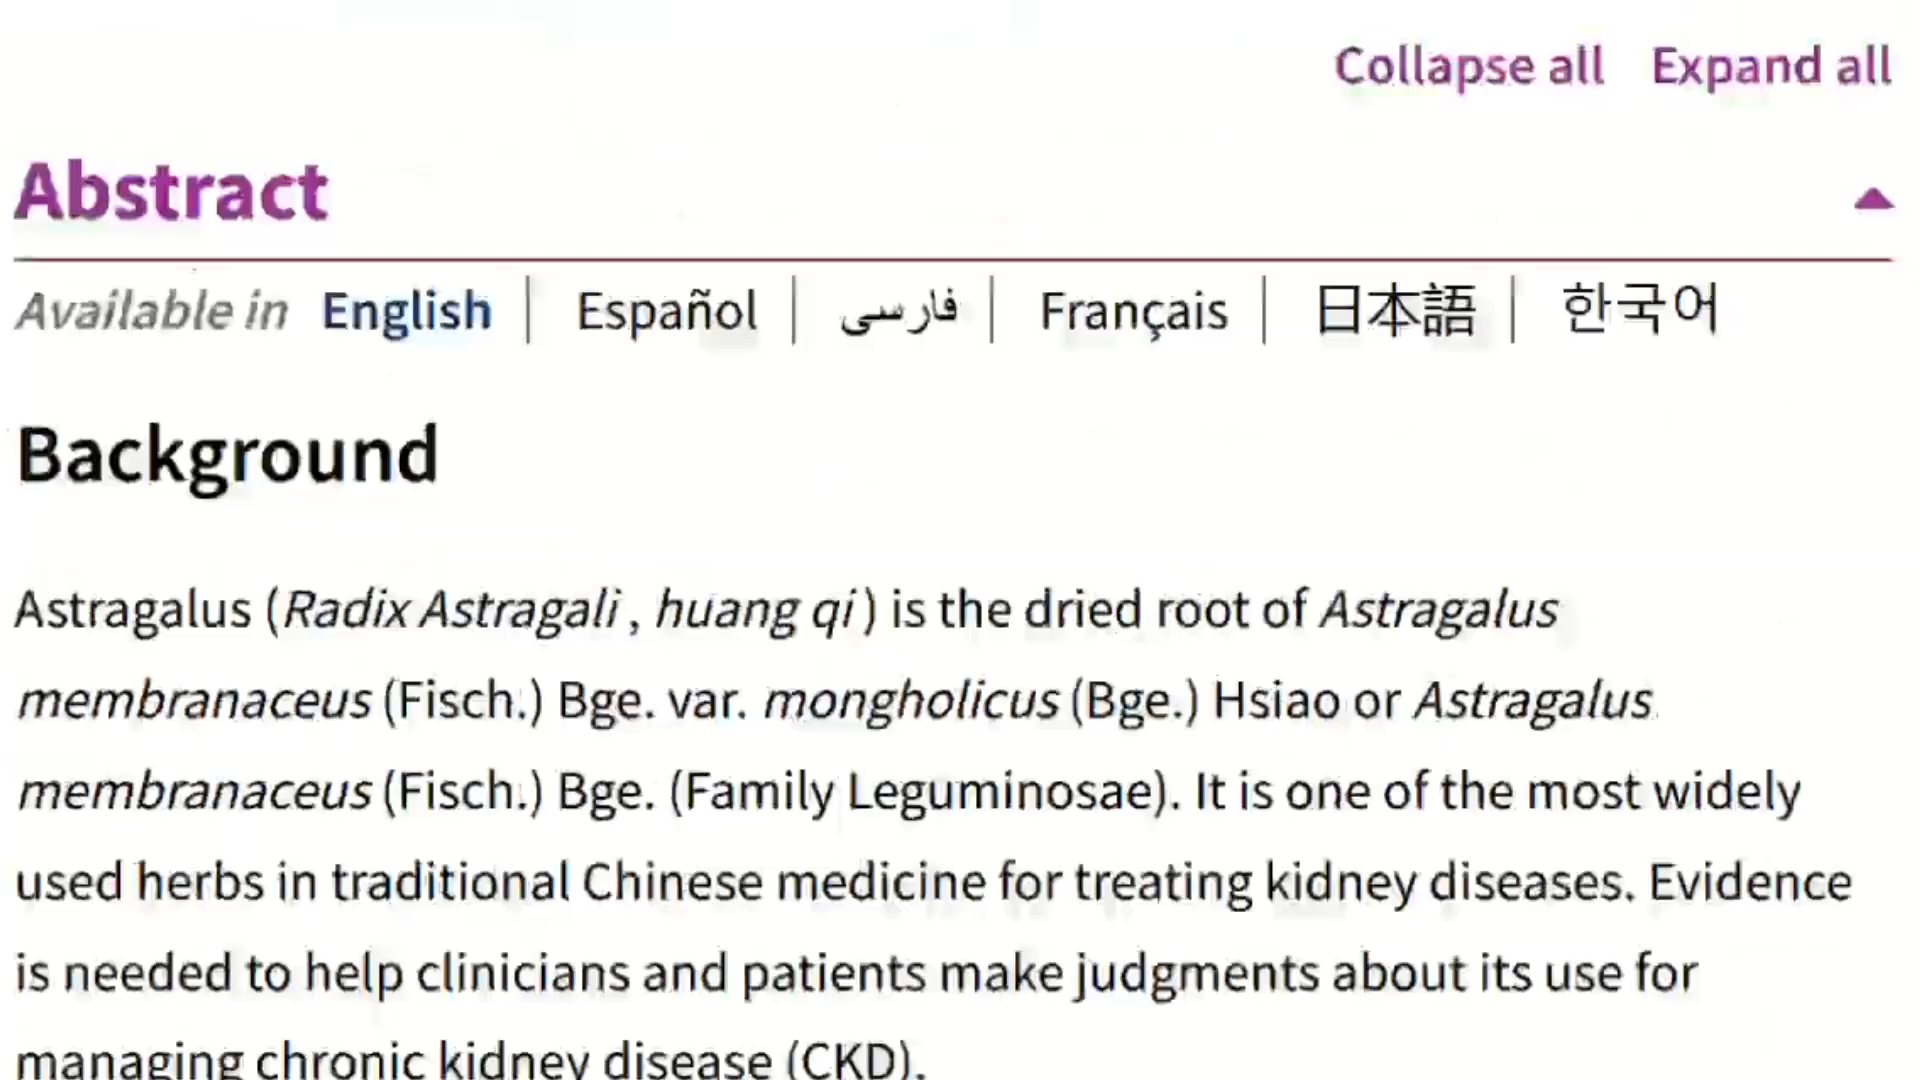 Collapse all Expand all
Abstract
Available in English | Español | فارسی | Français | 日本語 | 한국어
Background
Astragalus (Radix Astragali , huang qi ) is the dried root of Astragalus
membranaceus (Fisch.) Bge. var. mongholicus (Bge.) Hsiao or Astragalus
membranaceus (Fisch.) Bge. (Family Leguminosae). It is one of the most widely
used herbs in traditional Chinese medicine for treating kidney diseases. Evidence
is needed to help clinicians and patients make judgments about its use for
managing chronic kidney disease (CKD).